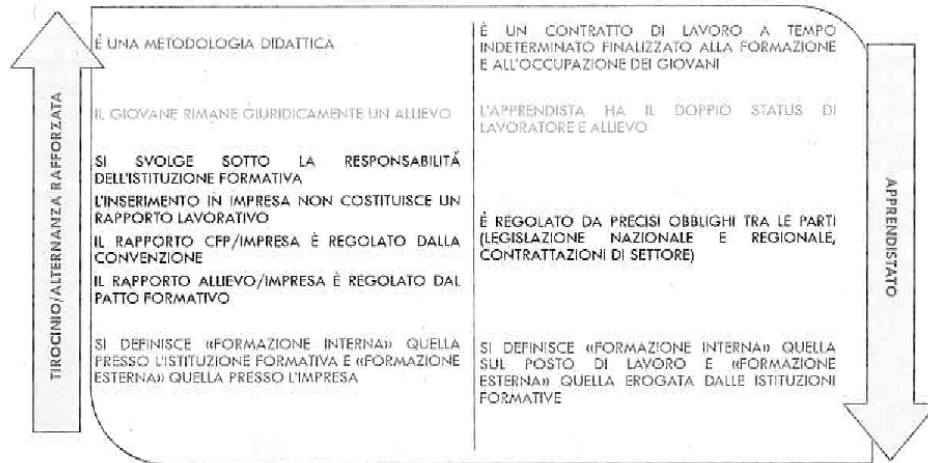 TIROCINIO/ALTERNANZA RAFFORZATA
È UNA METODOLOGIA DIDATTICA
IL GIOVANE RIMANE GIURIDICAMENTE UN ALLIEVO
SI SVOLGE SOTTO LA RESPONSABILITÁ
DELL'ISTITUZIONE FORMATIVA
L'INSERIMENTO IN IMPRESA NON COSTITUISCE UN
RAPPORTO LAVORATIVO
IL RAPPORTO CFP/IMPRESA È REGOLATO DALLA
CONVENZIONE
IL RAPPORTO ALLIEVO/IMPRESA È REGOLATO DAL
PATTO FORMATIVO
SI DEFINISCE «FORMAZIONE INTERNA» QUELLA
PRESSO L'ISTITUZIONE FORMATIVA E «FORMAZIONE
ESTERNA» QUELLA PRESSO L'IMPRESA
È UN CONTRATTO DI LAVORO A TEMPO
INDETERMINATO FINALIZZATO ALLA FORMAZIONE
E ALL'OCCUPAZIONE DEI GIOVANI
L'APPRENDISTA HA IL DOPPIO STATUS DI
LAVORATORE E ALLIEVO
É REGOLATO DA PRECISI OBBLIGHI TRA LE PARTI
(LEGISLAZIONE NAZIONALE E REGIONALE,
CONTRATTAZIONI DI SETTORE)
SI DEFINISCE «FORMAZIONE INTERNA» QUELLA
SUL POSTO DI LAVORO E «FORMAZIONE
ESTERNA» QUELLA EROGATA DALLE ISTITUZIONI
FORMATIVE
APPRENDISTATO